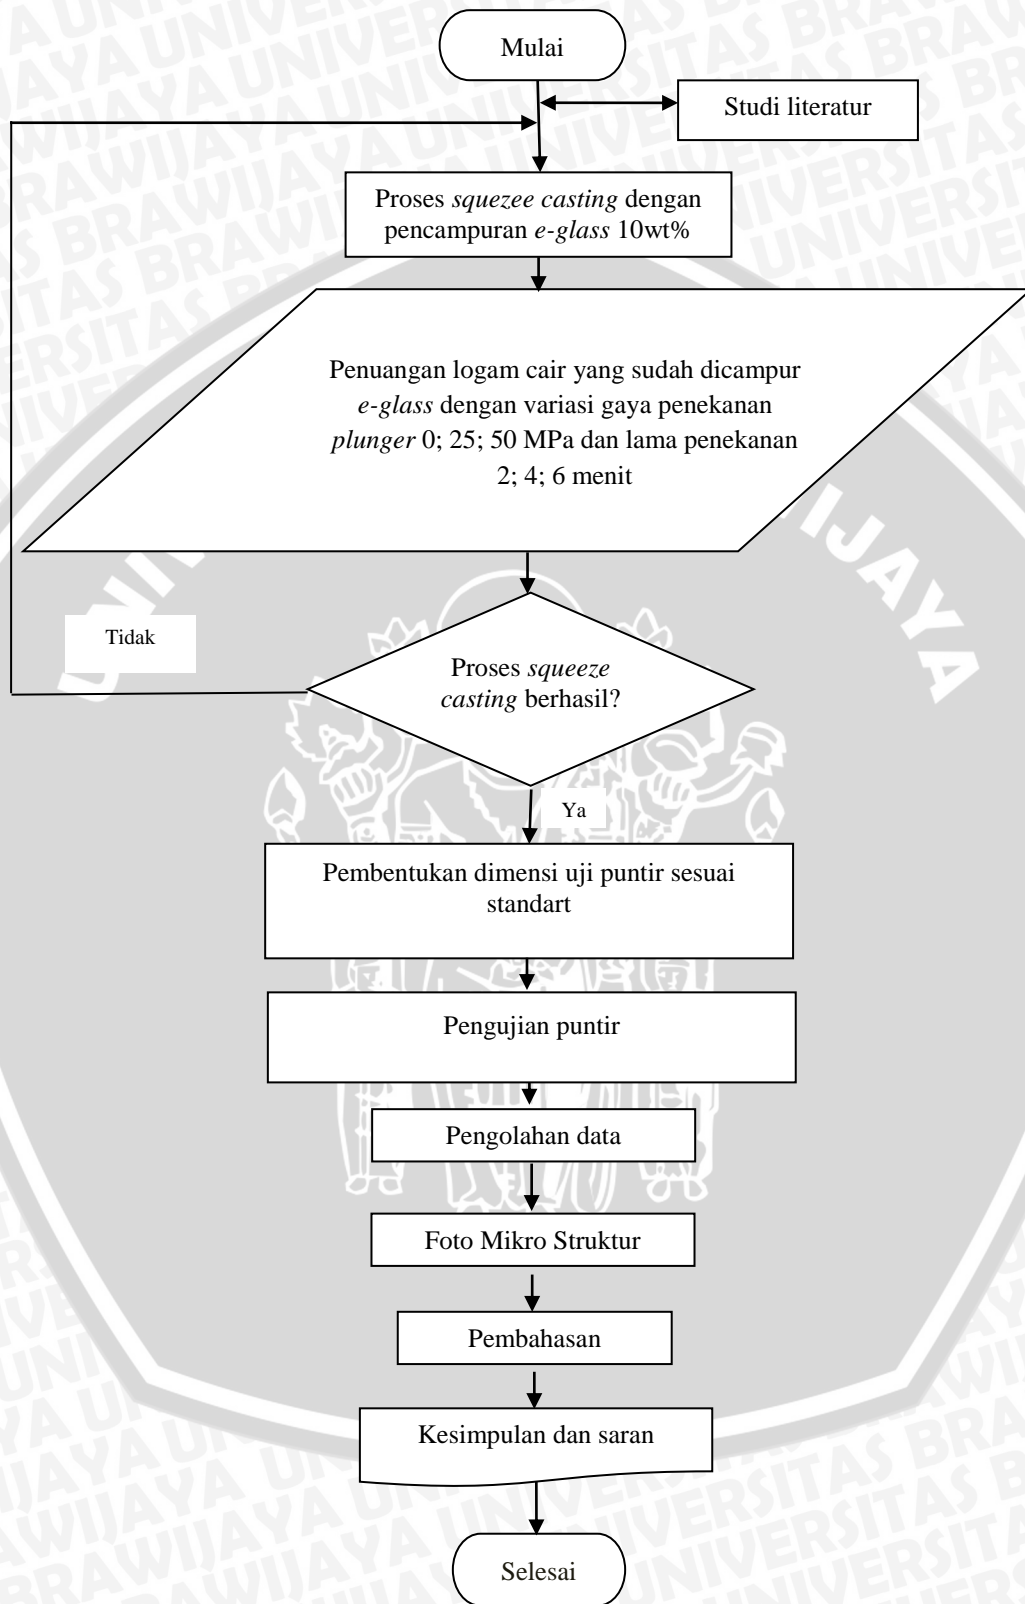 Mulai
Studi literatur
Proses squezee casting dengan
pencampuran e-glass 10wt%
Penuangan logam cair yang sudah dicampur
e-glass dengan variasi gaya penekanan
plunger 0; 25; 50 MPa dan lama penekanan
2; 4; 6 menit
Tidak
Proses squeeze
casting berhasil?
Ya
Pembentukan dimensi uji puntir sesuai
standart
Pengujian puntir
Pengolahan data
Foto Mikro Struktur
Pembahasan
Kesimpulan dan saran
Selesai